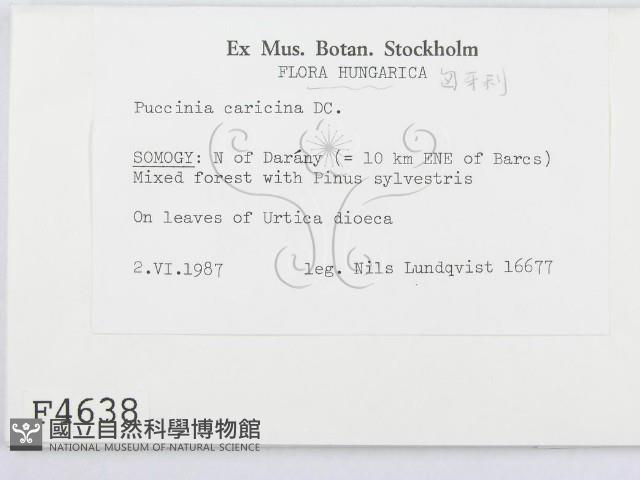 Ex Mus. Botan. Stockholm
FLORA HUNGARICA 匈牙利
Puccinia caricina DC.
SOMOGY: N of Darány (= 10 km ENE of Barcs)
Mixed forest with Pinus sylvestris
On leaves of Urtica dioeca
2.VI.1987 leg. Nils Lundqvist 16677
F4638
國立自然科學博物館
NATIONAL MUSEUM OF NATURAL SCIENCE